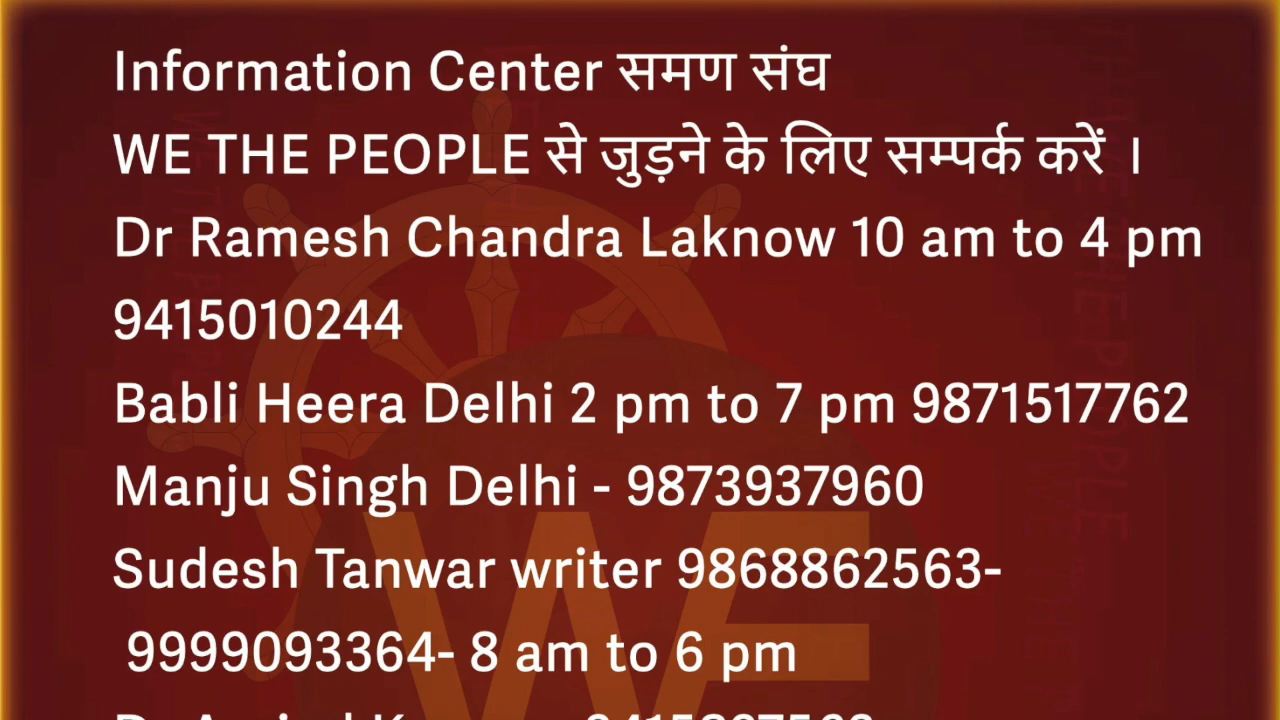 Information Center समण संघ
WE THE PEOPLE से जुड़ने के लिए सम्पर्क करें ।
Dr Ramesh Chandra Laknow 10 am to 4 pm
9415010244
Babli Heera Delhi 2 pm to 7 pm 9871517762
Manju Singh Delhi - 9873937960
Sudesh Tanwar writer 9868862563-
9999093364- 8 am to 6 pm
WE